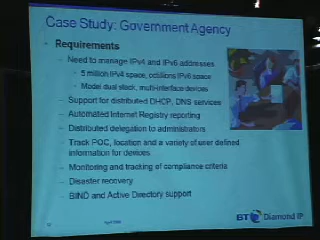 Case Study: Government Agency
Requirements
Need to manage IPv4 and IPv6 addresses
5 million IPv4 space, octillions IPv6 space
Model dual stack, multi-interface devices
Support for distributed DHCP, DNS services
Automated Internet Registry reporting
Distributed delegation to administrators
Track POC, location and a variety of user defined
information for devices
Monitoring and tracking of compliance criteria
Disaster recovery
BIND and Active Directory support
BT Diamond IP